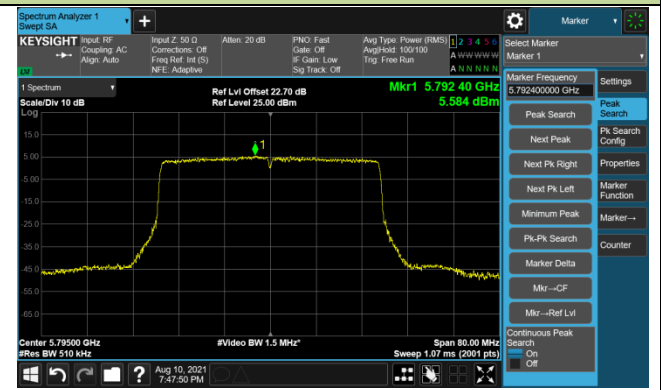 Spectrum Analyzer 1
Swept SA
Marker
KEYSIGHT
Input: RF
Coupling: AC
Align: Auto
Input Z: 50 Ω
Corrections: Off
Freq Ref: Int (S)
NFE: Adaptive
Atten: 20 dB
PNO: Fast
Gate: Off
IF Gain: Low
Sig Track: Off
Avg Type: Power (RMS)
Avg|Hold: 100/100
Trig: Free Run
1 2 3 4 5 6
A W W W W W
A N N N N N
1 Spectrum
Scale/Div 10 dB
Log
Ref Lvl Offset 22.70 dB
Ref Level 25.00 dBm
Mkr1 5.792 40 GHz
5.584 dBm
15.0
5.00
-5.00
-15.0
-25.0
-35.0
-45.0
-55.0
-65.0
1
Center 5.79500 GHz
#Res BW 510 kHz
#Video BW 1.5 MHz*
Span 80.00 MHz
Sweep 1.07 ms (2001 pts)
Aug 10, 2021
7:47:50 PM
Select Marker
Marker 1
Marker Frequency
5.792400000 GHz
Peak Search
Next Peak
Next Pk Right
Next Pk Left
Minimum Peak
Pk-Pk Search
Marker Delta
Mkr→CF
Mkr→Ref Lvl
Continuous Peak
Search
On
Off
Settings
Peak
Search
Pk Search
Config
Properties
Marker
Function
Marker→
Counter